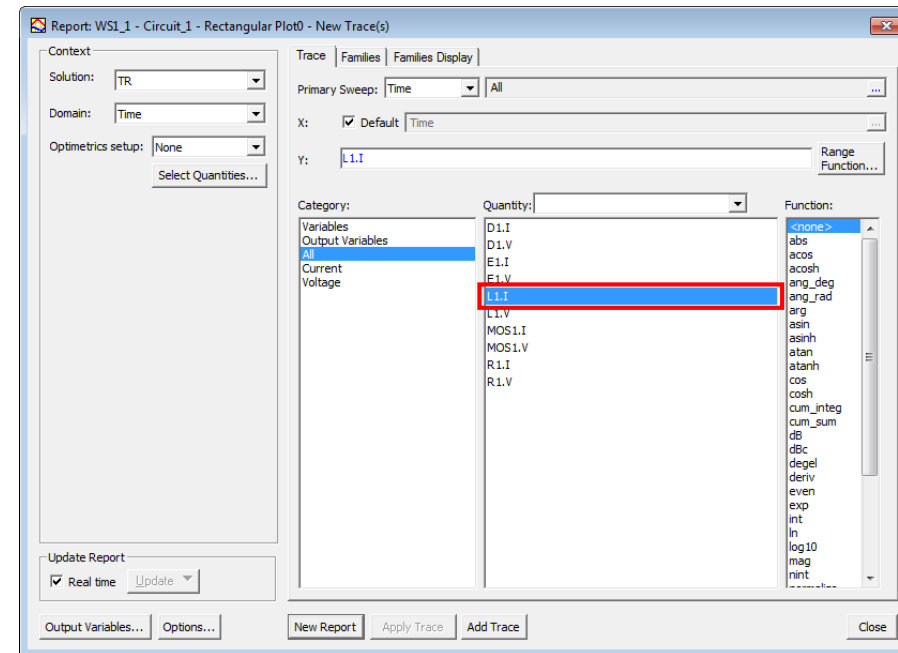 Report: WS1_1 - Circuit_1 - Rectangular Plot0 - New Trace(s)
Context
Solution: TR
Domain: Time
Optimetrics setup: None
Select Quantities...
Update Report
Real time Update
Output Variables... Options...
Trace Families Families Display
Primary Sweep: Time All ...
X: Default Time ...
Y: L1.I Range Function...
Category:
Variables
Output Variables
All
Current
Voltage
Quantity:
D1.I
D1.V
E1.I
E1.V
L1.I
L1.V
MOS1.I
MOS1.V
R1.I
R1.V
Function:
<none>
abs
acos
acosh
ang_deg
ang_rad
arg
asin
asinh
atan
atanh
cos
cosh
cum_integ
cum_sum
dB
dBc
degel
deriv
even
exp
int
ln
log10
mag
nint
New Report Apply Trace Add Trace Close